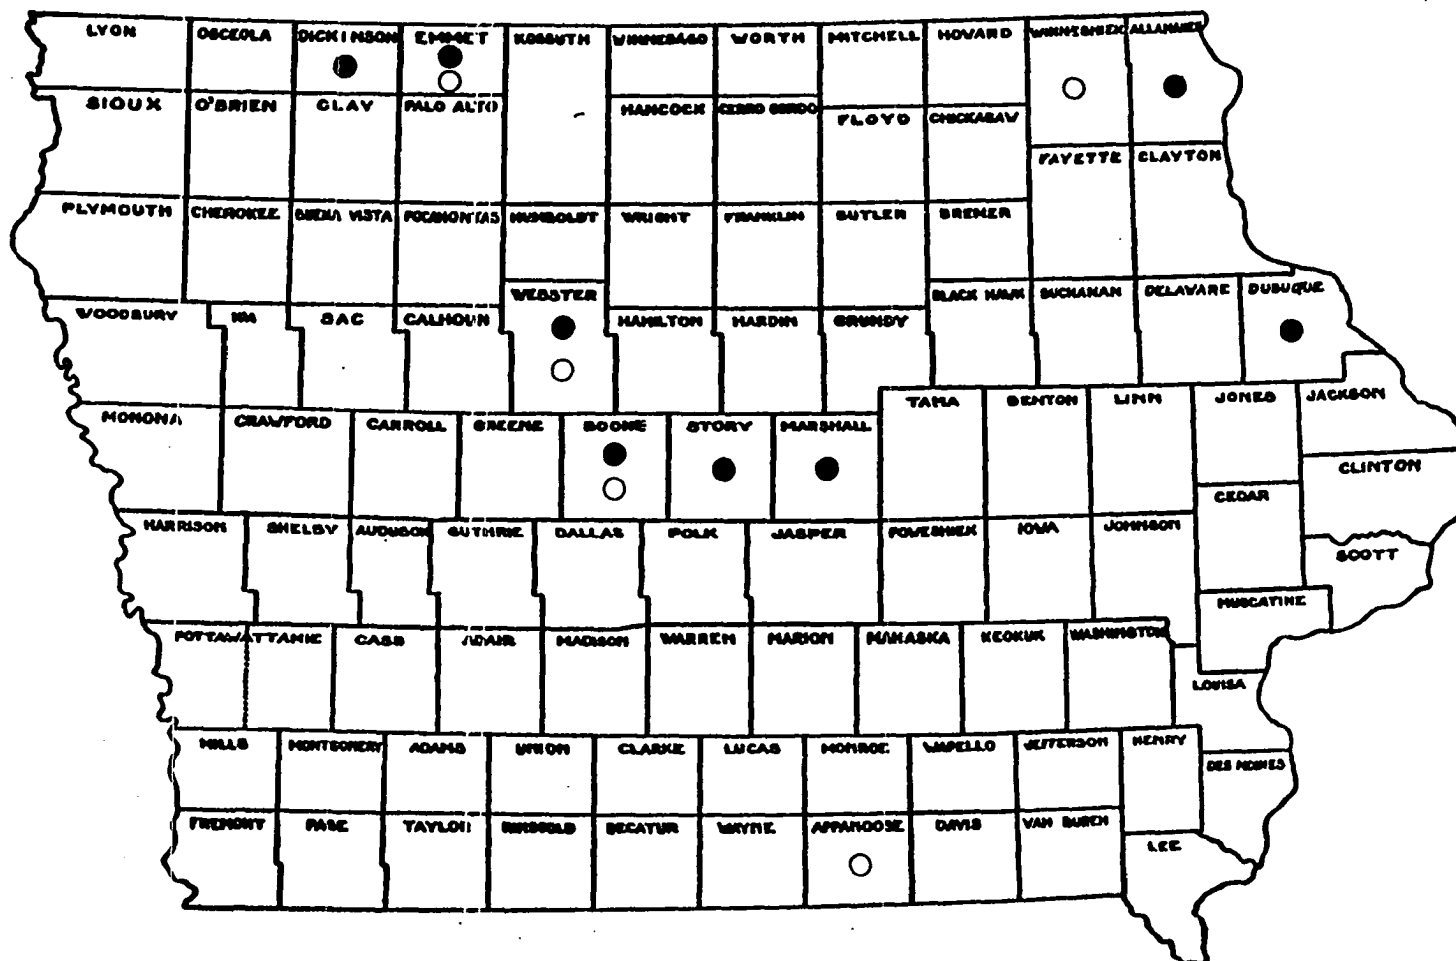 LYON OSCEOLA DICKINSON EMMET KOSSUTH WINNEBAGO WORTH MITCHELL HOWARD WINNESHIEK ALLAMAKEE
SIOUX O'BRIEN CLAY PALO ALTO HANCOCK CERRO GORDO FLOYD CHICKASAW
FAYETTE CLAYTON
PLYMOUTH CHEROKEE BUENA VISTA POCAHONTAS HUMBOLDT WRIGHT FRANKLIN BUTLER BREMER
WEBSTER BLACK HAWK BUCHANAN DELAWARE DUBUQUE
WOODBURY IDA SAC CALHOUN HAMILTON HARDIN GRUNDY
TAMA BENTON LINN JONES JACKSON
MONONA CRAWFORD CARROLL GREENE BOONE STORY MARSHALL
CLINTON
CEDAR
HARRISON SHELBY AUDUBON GUTHRIE DALLAS POLK JASPER POWESHIEK IOWA JOHNSON
SCOTT
MUSCATINE
POTTAWATTAMIE CASS ADAIR MADISON WARREN MARION MAHASKA KEOKUK WASHINGTON
LOUISA
MILLS MONTGOMERY ADAMS UNION CLARKE LUCAS MONROE WAPELLO JEFFERSON HENRY
DES MOINES
FREMONT PAGE TAYLOR RINGGOLD DECATUR WAYNE APPANOOSE DAVIS VAN BUREN
LEE